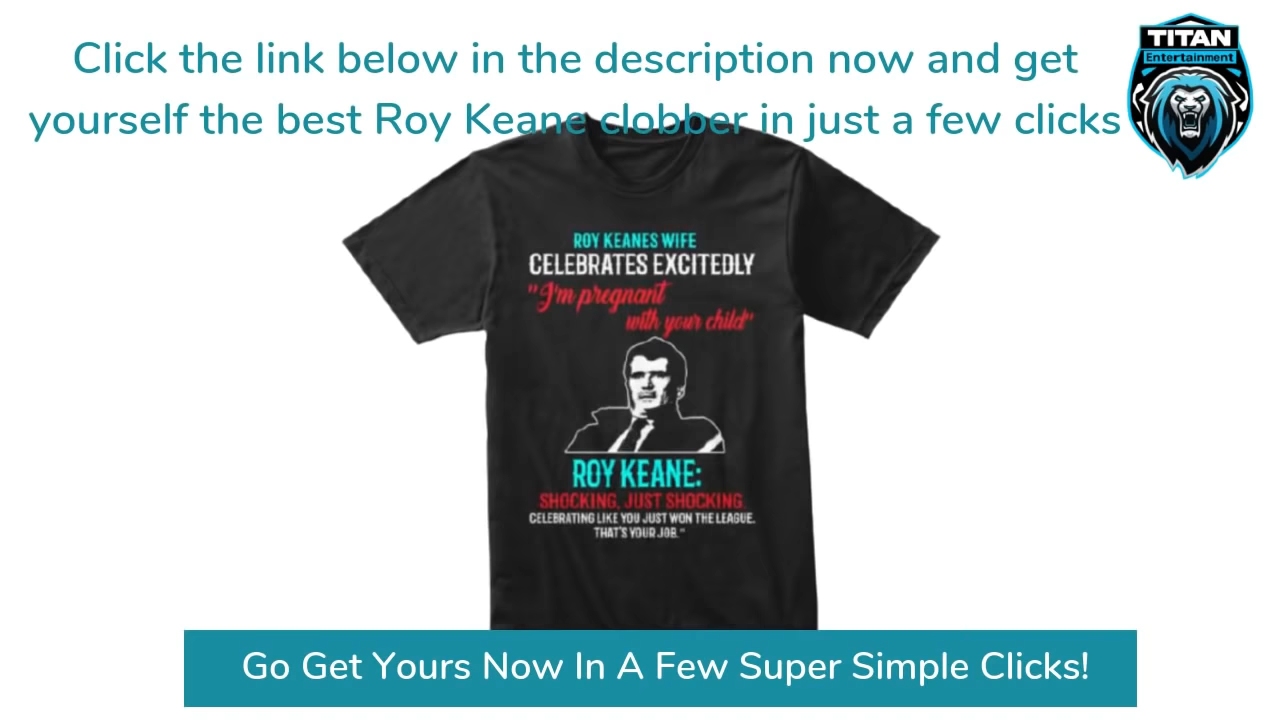 Click the link below in the description now and get
yourself the best Roy Keane clobber in just a few clicks
TITAN
Entertainment
ROY KEANES WIFE
CELEBRATES EXCITEDLY
"I'm pregnant
with your child"
ROY KEANE:
SHOCKING, JUST SHOCKING.
CELEBRATING LIKE YOU JUST WON THE LEAGUE.
THAT'S YOUR JOB."
Go Get Yours Now In A Few Super Simple Clicks!